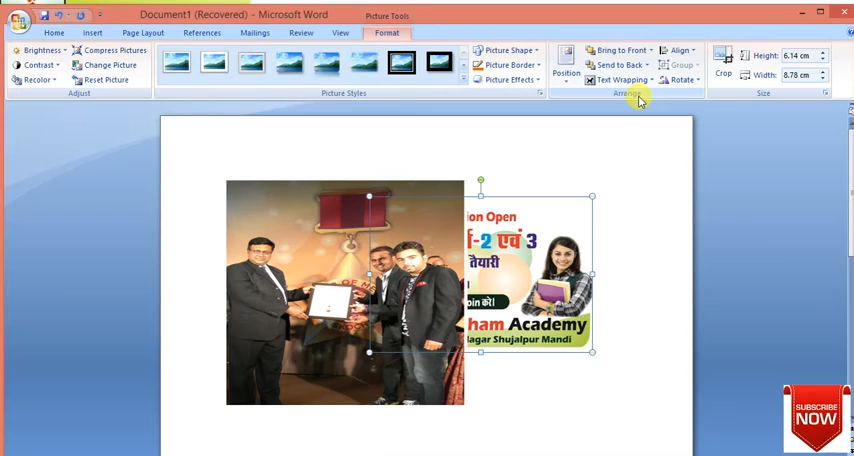 Document1 (Recovered) - Microsoft Word
Picture Tools
Home Insert Page Layout References Mailings Review View Format
Brightness
Contrast
Recolor
Compress Pictures
Change Picture
Reset Picture
Adjust
Picture Shape
Picture Border
Picture Effects
Picture Styles
Position
Bring to Front
Send to Back
Text Wrapping
Align
Group
Rotate
Arrange
Crop
Height: 6.14 cm
Width: 8.78 cm
Size
ion Open
-2 एवं 3
तैयारी
oin करें।
ham Academy
agar Shujalpur Mandi
SUBSCRIBE
NOW